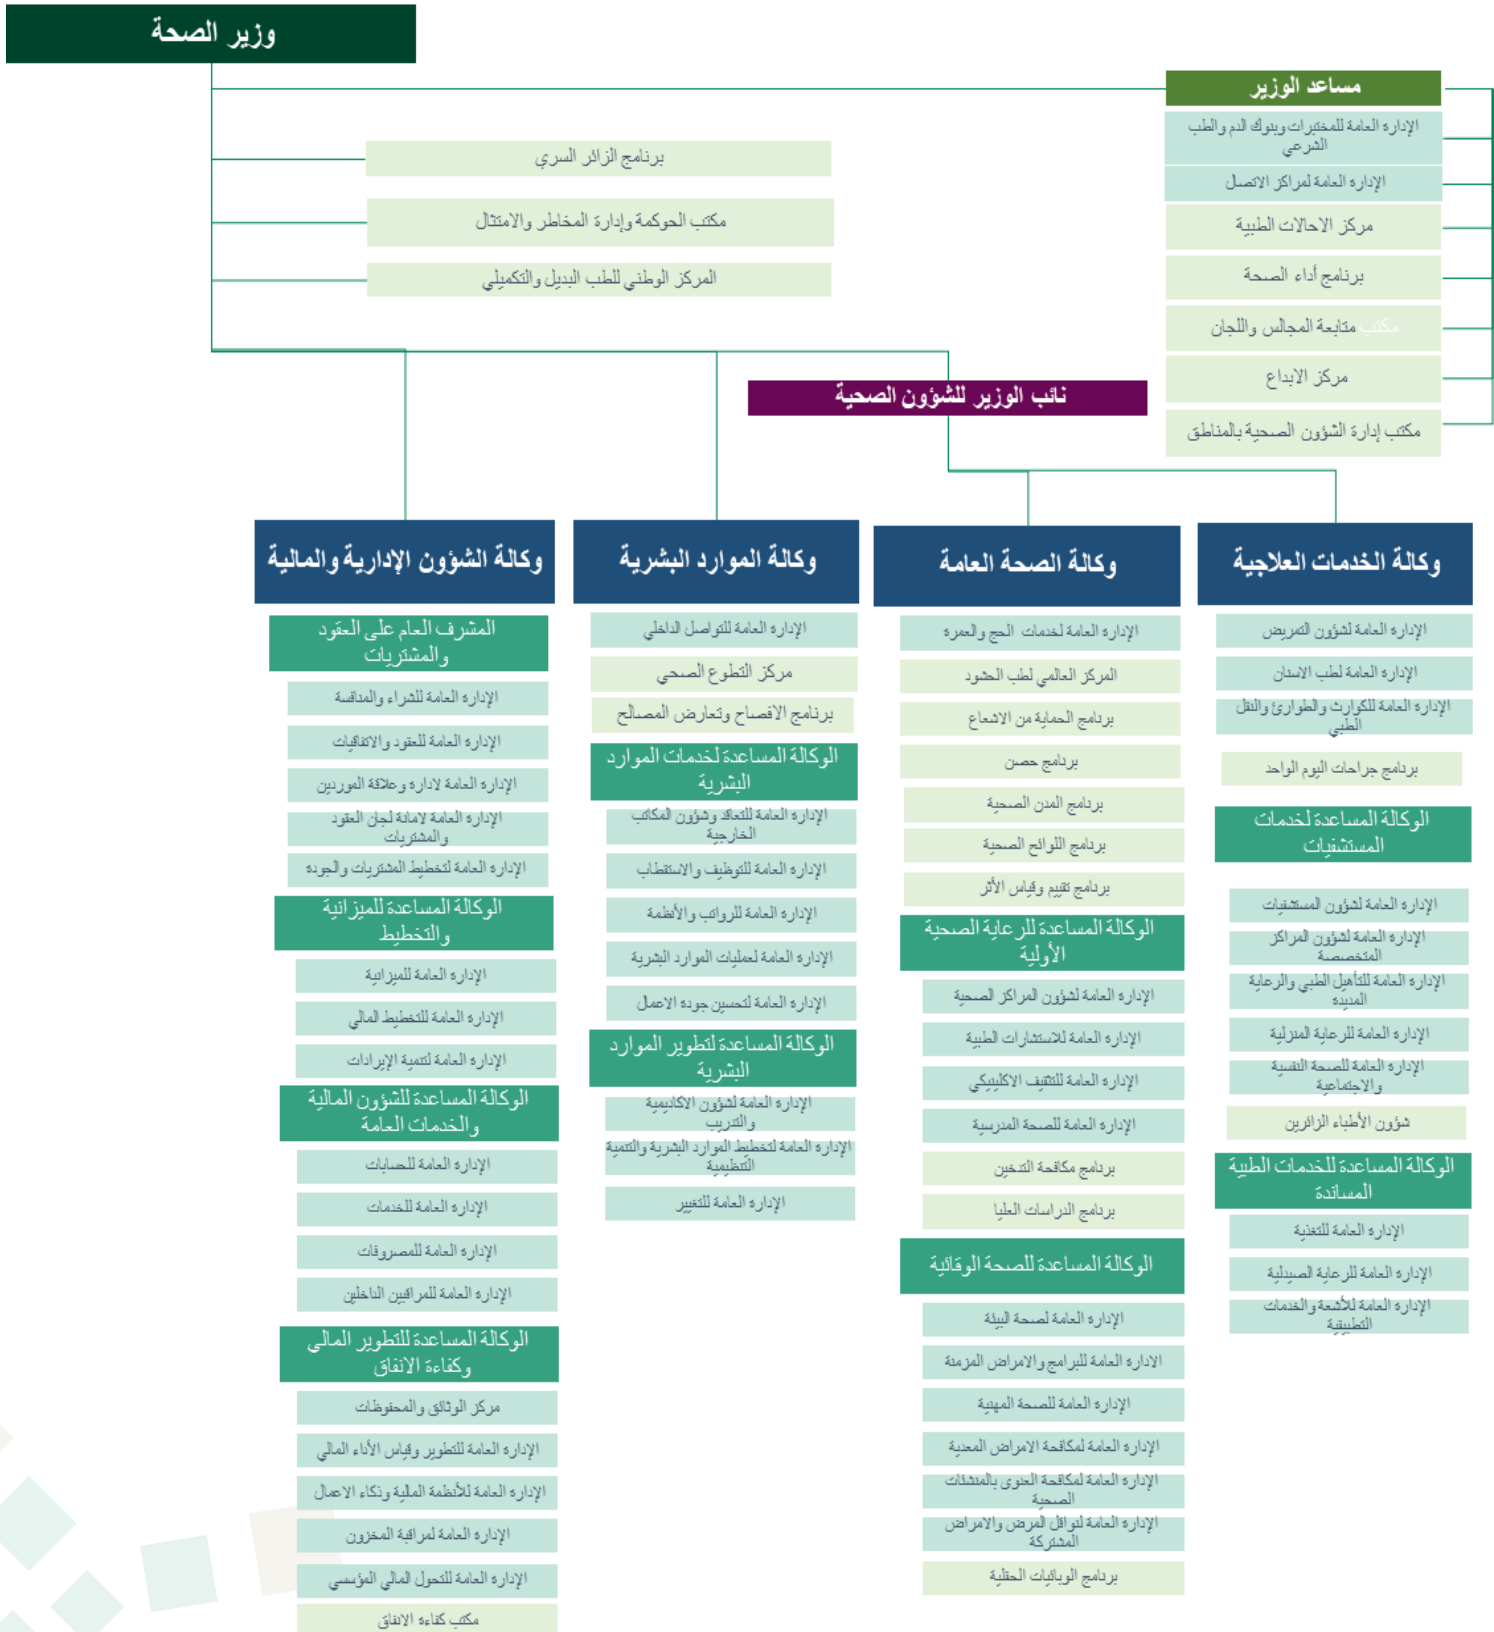 وزير الصحة
مساعد الوزير
الإدارة العامة للمختبرات وبنوك الدم والطب
الشرعي
الإدارة العامة لمراكز الاتصال
مركز الاحالات الطبية
برنامج أداء الصحة
مكتب متابعة المجالس واللجان
مركز الابداع
مكتب إدارة الشؤون الصحية بالمناطق
برنامج الزائر السري
مكتب الحوكمة وإدارة المخاطر والامتثال
المركز الوطني للطب البديل والتكميلي
نائب الوزير للشؤون الصحية
وكالة الخدمات العلاجية
الإدارة العامة لشؤون التمريض
الإدارة العامة لطب الاسنان
الإدارة العامة للكوارث والطوارئ والنقل
الطبي
برنامج جراحات اليوم الواحد
الوكالة المساعدة لخدمات
المستشفيات
الإدارة العامة لشؤون المستشفيات
الإدارة العامة لشؤون المراكز
المتخصصة
الإدارة العامة للتأهيل الطبي والرعاية
المديدة
الإدارة العامة للرعاية المنزلية
الإدارة العامة للصحة النفسية
والاجتماعية
شؤون الأطباء الزائرين
الوكالة المساعدة للخدمات الطبية
المساندة
الإدارة العامة للتغذية
الإدارة العامة للرعاية الصيدلية
الإدارة العامة للأشعة والخدمات
التطبيقية
وكالة الصحة العامة
الإدارة العامة لخدمات الحج والعمرة
المركز العالمي لطب الحشود
برنامج الحماية من الاشعاع
برنامج حصن
برنامج المدن الصحية
برنامج اللوائح الصحية
برنامج تقييم وقياس الأثر
الوكالة المساعدة للرعاية الصحية
الأولية
الإدارة العامة لشؤون المراكز الصحية
الإدارة العامة للاستشارات الطبية
الإدارة العامة للتثقيف الاكلينيكي
الإدارة العامة للصحة المدرسية
برنامج مكافحة التدخين
برنامج الدراسات العليا
الوكالة المساعدة للصحة الوقائية
الإدارة العامة لصحة البيئة
الادارة العامة للبرامج والامراض المزمنة
الإدارة العامة للصحة المهنية
الإدارة العامة لمكافحة الامراض المعدية
الإدارة العامة لمكافحة العدوى بالمنشئات
الصحية
الإدارة العامة لنواقل المرض والامراض
المشتركة
برنامج الوبائيات الحقلية
وكالة الموارد البشرية
الإدارة العامة للتواصل الداخلي
مركز التطوع الصحي
برنامج الافصاح وتعارض المصالح
الوكالة المساعدة لخدمات الموارد
البشرية
الإدارة العامة للتعاقد وشؤون المكاتب
الخارجية
الإدارة العامة للتوظيف والاستقطاب
الإدارة العامة للرواتب والأنظمة
الإدارة العامة لعمليات الموارد البشرية
الإدارة العامة لتحسين جودة الاعمال
الوكالة المساعدة لتطوير الموارد
البشرية
الإدارة العامة لشؤون الاكاديمية
والتدريب
الإدارة العامة لتخطيط الموارد البشرية والتنمية
التنظيمية
الإدارة العامة للتغيير
وكالة الشؤون الإدارية والمالية
المشرف العام على العقود
والمشتريات
الإدارة العامة للشراء والمنافسة
الإدارة العامة للعقود والاتفاقيات
الإدارة العامة لادارة وعلاقة الموردين
الإدارة العامة لامانة لجان العقود
والمشتريات
الإدارة العامة لتخطيط المشتريات والجودة
الوكالة المساعدة للميزانية
والتخطيط
الإدارة العامة للميزانية
الإدارة العامة للتخطيط المالي
الإدارة العامة لتنمية الإيرادات
الوكالة المساعدة للشؤون المالية
والخدمات العامة
الإدارة العامة للحسابات
الإدارة العامة للخدمات
الإدارة العامة للمصروفات
الإدارة العامة للمراقبين الداخلين
الوكالة المساعدة للتطوير المالي
وكفاءة الانفاق
مركز الوثائق والمحفوظات
الإدارة العامة للتطوير وقياس الأداء المالي
الإدارة العامة للأنظمة المالية وذكاء الاعمال
الإدارة العامة لمراقبة المخزون
الإدارة العامة للتحول المالي المؤسسي
مكتب كفاءة الانفاق